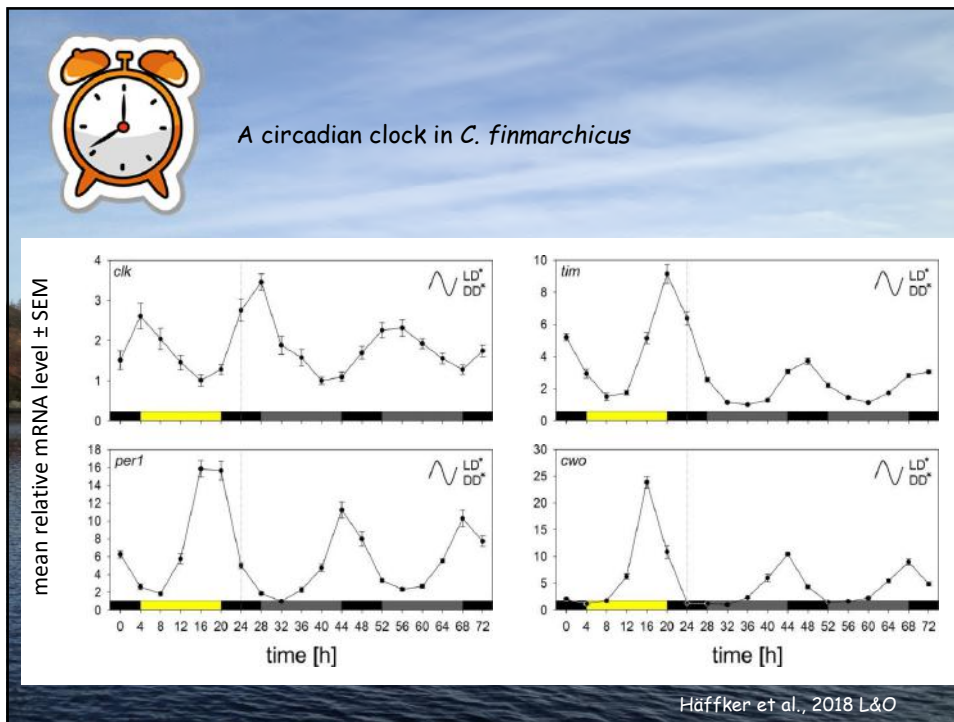 A circadian clock in C. finmarchicus
mean relative mRNA level ± SEM
clk
LD*
DD*
4
3
2
1
0
tim
LD*
DD*
10
8
6
4
2
0
per1
LD*
DD*
18
16
14
12
10
8
6
4
2
0
0 4 8 12 16 20 24 28 32 36 40 44 48 52 56 60 64 68 72
time [h]
cwo
LD*
DD*
30
25
20
15
10
5
0
0 4 8 12 16 20 24 28 32 36 40 44 48 52 56 60 64 68 72
time [h]
Häffker et al., 2018 L&O